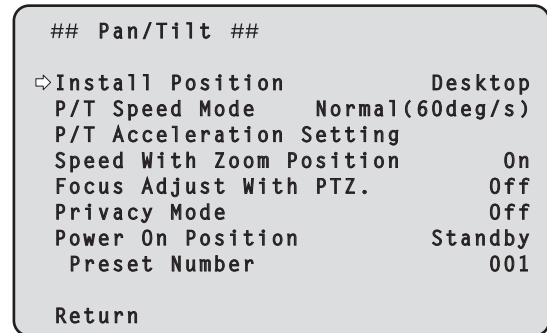 ## Pan/Tilt ##
⇨Install Position Desktop
P/T Speed Mode Normal(60deg/s)
P/T Acceleration Setting
Speed With Zoom Position On
Focus Adjust With PTZ. Off
Privacy Mode Off
Power On Position Standby
Preset Number 001
Return